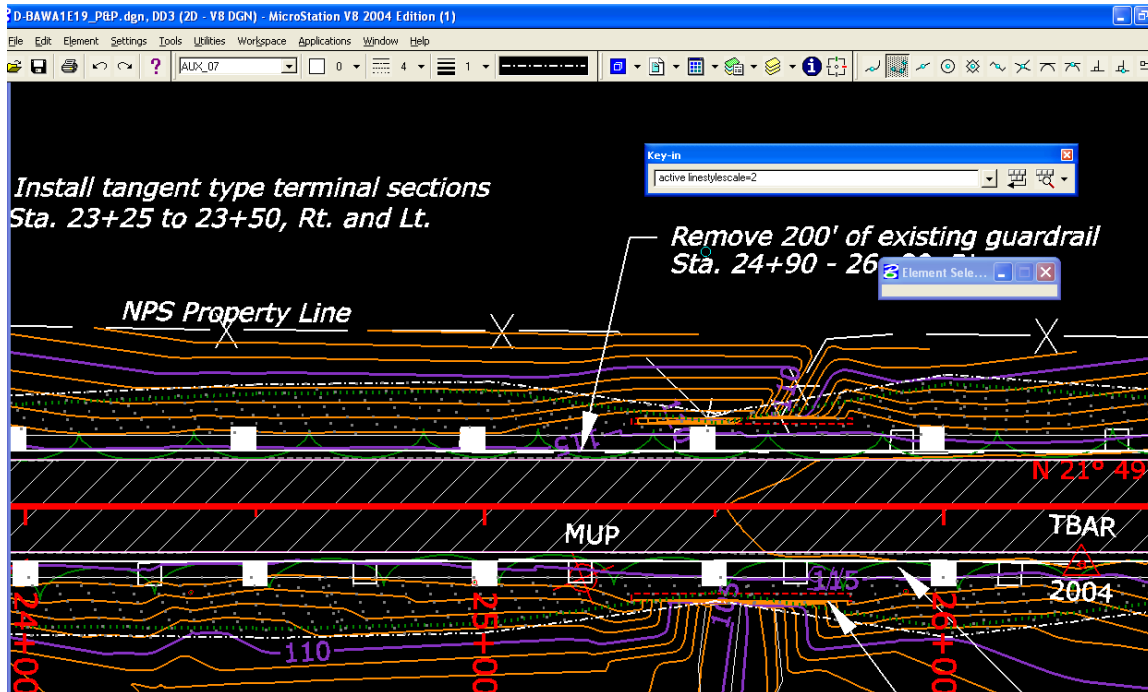 D-BAWA1E19_P&P.dgn, DD3 (2D - V8 DGN) - MicroStation V8 2004 Edition (1)
File Edit Element Settings Tools Utilities Workspace Applications Window Help
AUX_07 0 4 1
Key-in
active linestylescale=2
Install tangent type terminal sections
Sta. 23+25 to 23+50, Rt. and Lt.
Remove 200' of existing guardrail
Sta. 24+90 - 26
Element Sele...
NPS Property Line
115
N 21° 49
MUP
TBAR
115
2004
105
24+00
25+00
26+00
110